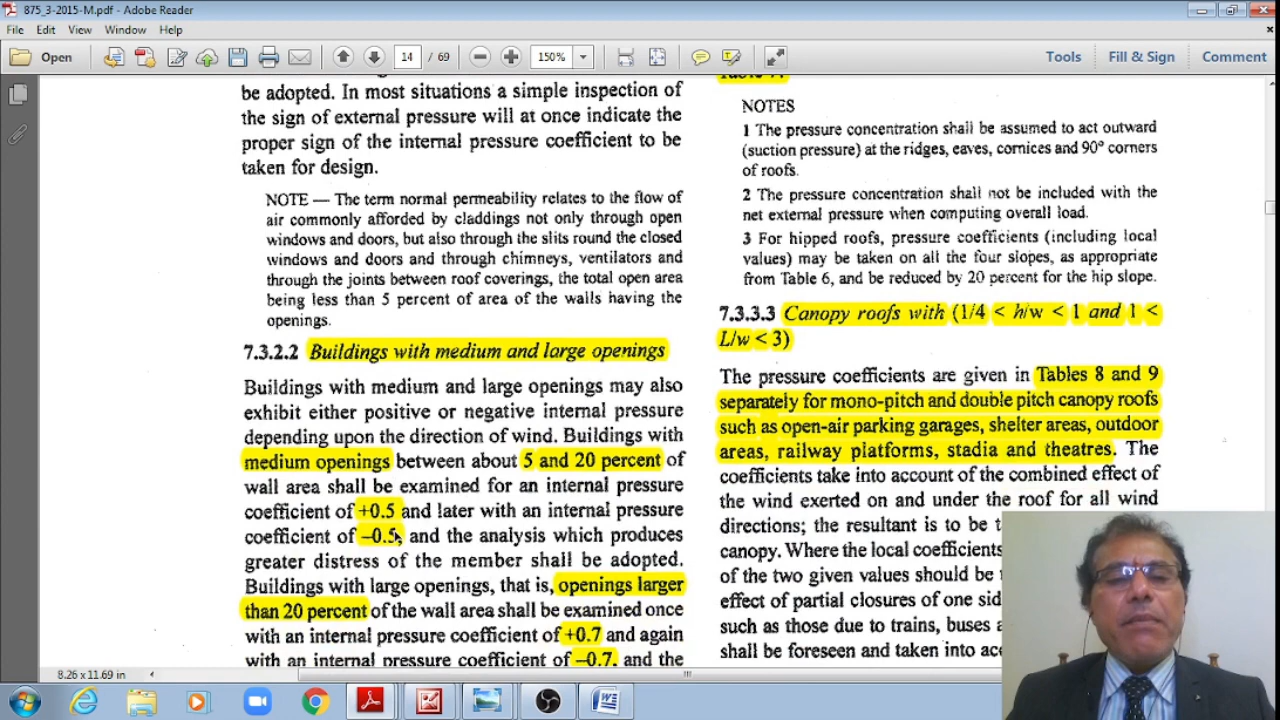 875_3-2015-M.pdf - Adobe Reader
File Edit View Window Help
Open
14 / 69
150%
Tools
Fill & Sign
Comment
be adopted. In most situations a simple inspection of
the sign of external pressure will at once indicate the
proper sign of the internal pressure coefficient to be
taken for design.
NOTE — The term normal permeability relates to the flow of
air commonly afforded by claddings not only through open
windows and doors, but also through the slits round the closed
windows and doors and through chimneys, ventilators and
through the joints between roof coverings, the total open area
being less than 5 percent of area of the walls having the
openings.
7.3.2.2 Buildings with medium and large openings
Buildings with medium and large openings may also
exhibit either positive or negative internal pressure
depending upon the direction of wind. Buildings with
medium openings between about 5 and 20 percent of
wall area shall be examined for an internal pressure
coefficient of +0.5 and later with an internal pressure
coefficient of –0.5, and the analysis which produces
greater distress of the member shall be adopted.
Buildings with large openings, that is, openings larger
than 20 percent of the wall area shall be examined once
with an internal pressure coefficient of +0.7 and again
with an internal pressure coefficient of –0.7, and the
NOTES
1 The pressure concentration shall be assumed to act outward
(suction pressure) at the ridges, eaves, cornices and 90° corners
of roofs.
2 The pressure concentration shall not be included with the
net external pressure when computing overall load.
3 For hipped roofs, pressure coefficients (including local
values) may be taken on all the four slopes, as appropriate
from Table 6, and be reduced by 20 percent for the hip slope.
7.3.3.3 Canopy roofs with (1/4 < h/w < 1 and 1 <
L/w < 3)
The pressure coefficients are given in Tables 8 and 9
separately for mono-pitch and double pitch canopy roofs
such as open-air parking garages, shelter areas, outdoor
areas, railway platforms, stadia and theatres. The
coefficients take into account of the combined effect of
the wind exerted on and under the roof for all wind
directions; the resultant is to be
canopy. Where the local coefficients
of the two given values should be
effect of partial closures of one
such as those due to trains, buses
shall be foreseen and taken into
8.26 x 11.69 in